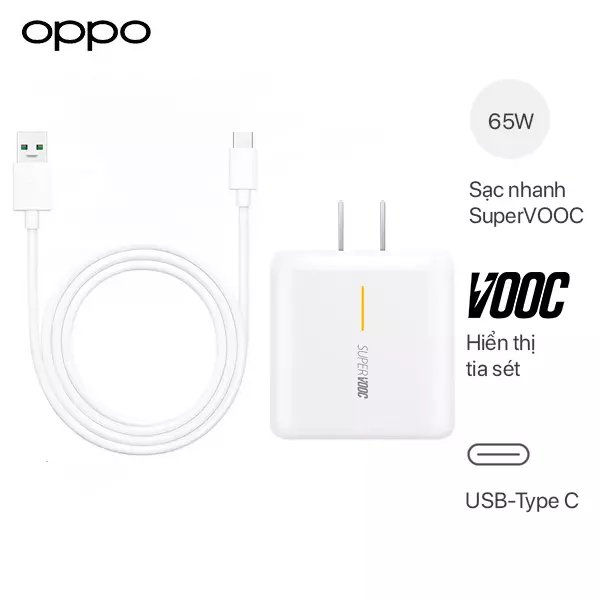 oppo
65W
Sạc nhanh
SuperVOOC
SUPERVOOC
VOOC
Hiển thị
tia sét
USB-Type C